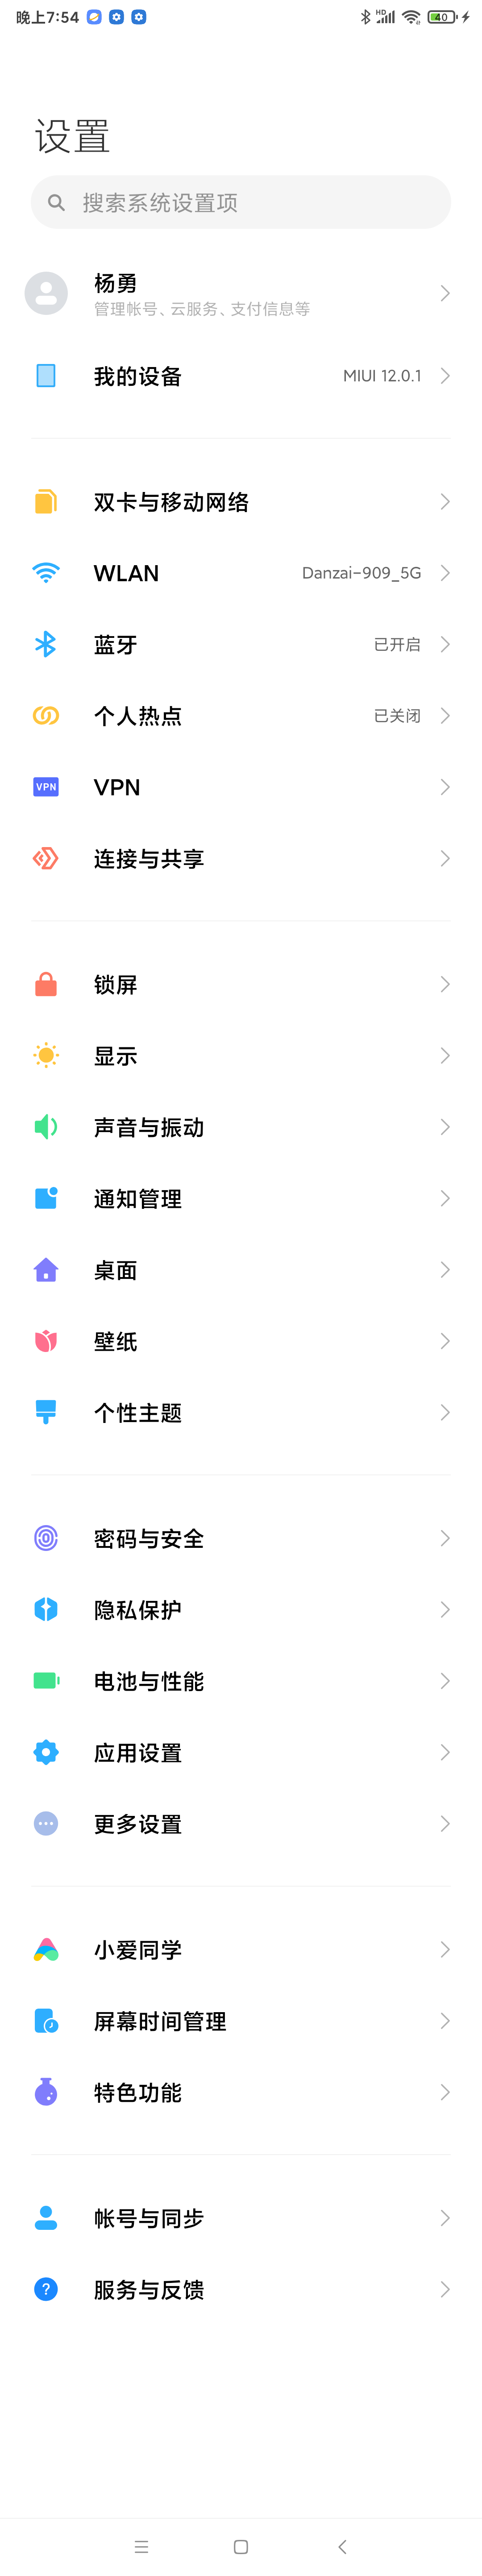 晚上7:54
HD
40
设置
搜索系统设置项
杨勇
管理帐号、云服务、支付信息等
我的设备 MIUI 12.0.1
双卡与移动网络
WLAN Danzai-909_5G
蓝牙 已开启
个人热点 已关闭
VPN VPN
连接与共享
锁屏
显示
声音与振动
通知管理
桌面
壁纸
个性主题
密码与安全
隐私保护
电池与性能
应用设置
更多设置
小爱同学
屏幕时间管理
特色功能
帐号与同步
? 服务与反馈